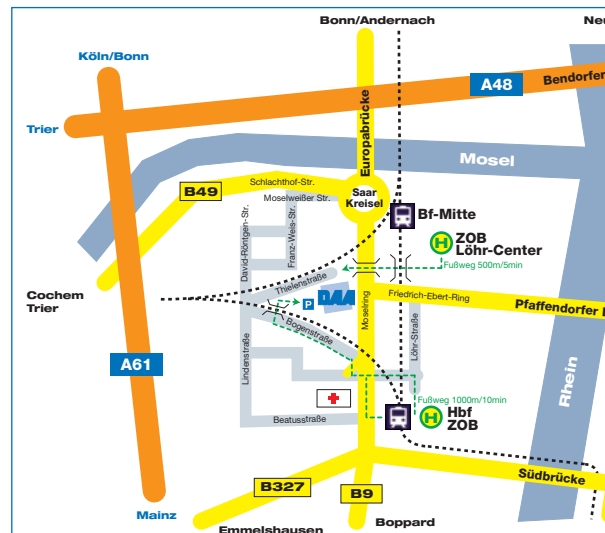 Bonn/Andernach
Neu
Köln/Bonn
Bendorfer
A48
Trier
Europabrücke
Mosel
Schlachthof-Str.
B49
Moselweißer Str.
Saar
Kreisel
Bf-Mitte
David-Röntgen-Str.
Franz-Weis-Str.
H
ZOB
Löhr-Center
Fußweg 500m/5min
Thielenstraße
Cochem
Trier
P
DAA
Moselring
Friedrich-Ebert-Ring
Pfaffendorfer
Bogenstraße
Löhr-Straße
Lindenstraße
A61
Rhein
Fußweg 1000m/10min
Beatusstraße
H
Hbf
ZOB
Südbrücke
B327
B9
Mainz
Emmelshausen
Boppard